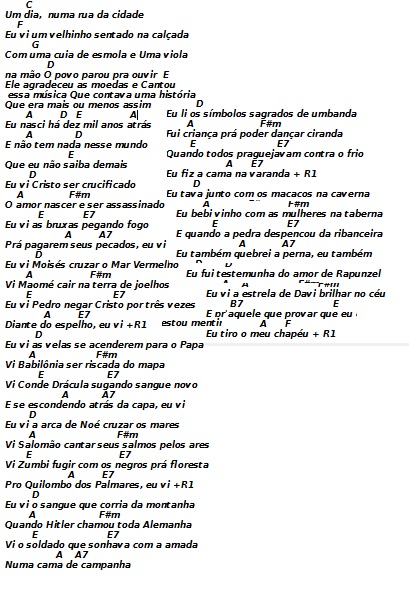 C
Um dia, numa rua da cidade
F
Eu vi um velhinho sentado na calçada
G
Com uma cuia de esmola e Uma viola
D
na mão O povo parou pra ouvir E
Ele agradeceu as moedas e Cantou
essa música Que contava uma história
Que era mais ou menos assim
A D E A
Eu nasci há dez mil anos atrás
A D
E não tem nada nesse mundo
E
Que eu não saiba demais
D
Eu vi Cristo ser crucificado
A F#m
O amor nascer e ser assassinado
E E7
Eu vi as bruxas pegando fogo
A A7
Prá pagarem seus pecados, eu vi
D
Eu vi Moisés cruzar o Mar Vermelho
A F#m
Vi Maomé cair na terra de joelhos
E E7
Eu vi Pedro negar Cristo por três vezes
A E7
Diante do espelho, eu vi +R1
D
Eu vi as velas se acenderem para o Papa
A F#m
Vi Babilônia ser riscada do mapa
E E7
Vi Conde Drácula sugando sangue novo
A A7
E se escondendo atrás da capa, eu vi
D
Eu vi a arca de Noé cruzar os mares
A F#m
Vi Salomão cantar seus salmos pelos ares
E E7
Vi Zumbi fugir com os negros prá floresta
A E7
Pro Quilombo dos Palmares, eu vi +R1
D
Eu vi o sangue que corria da montanha
A F#m
Quando Hitler chamou toda Alemanha
E E7
Vi o soldado que sonhava com a amada
A A7
Numa cama de campanha
D
Eu li os símbolos sagrados de umbanda
A F#m
Fui criança prá poder dançar ciranda
E E7
Quando todos praguejavam contra o frio
A E7
Eu fiz a cama na varanda + R1
D
Eu tava junto com os macacos na caverna
A F#m
Eu bebi vinho com as mulheres na taberna
E E7
E quando a pedra despencou da ribanceira
A A7
Eu também quebrei a perna, eu também
D
Eu fui testemunha do amor de Rapunzel
A F#m
Eu vi a estrela de Davi brilhar no céu
B7 E
E pr'aquele que provar que eu
estou mentin
A F
Eu tiro o meu chapéu + R1